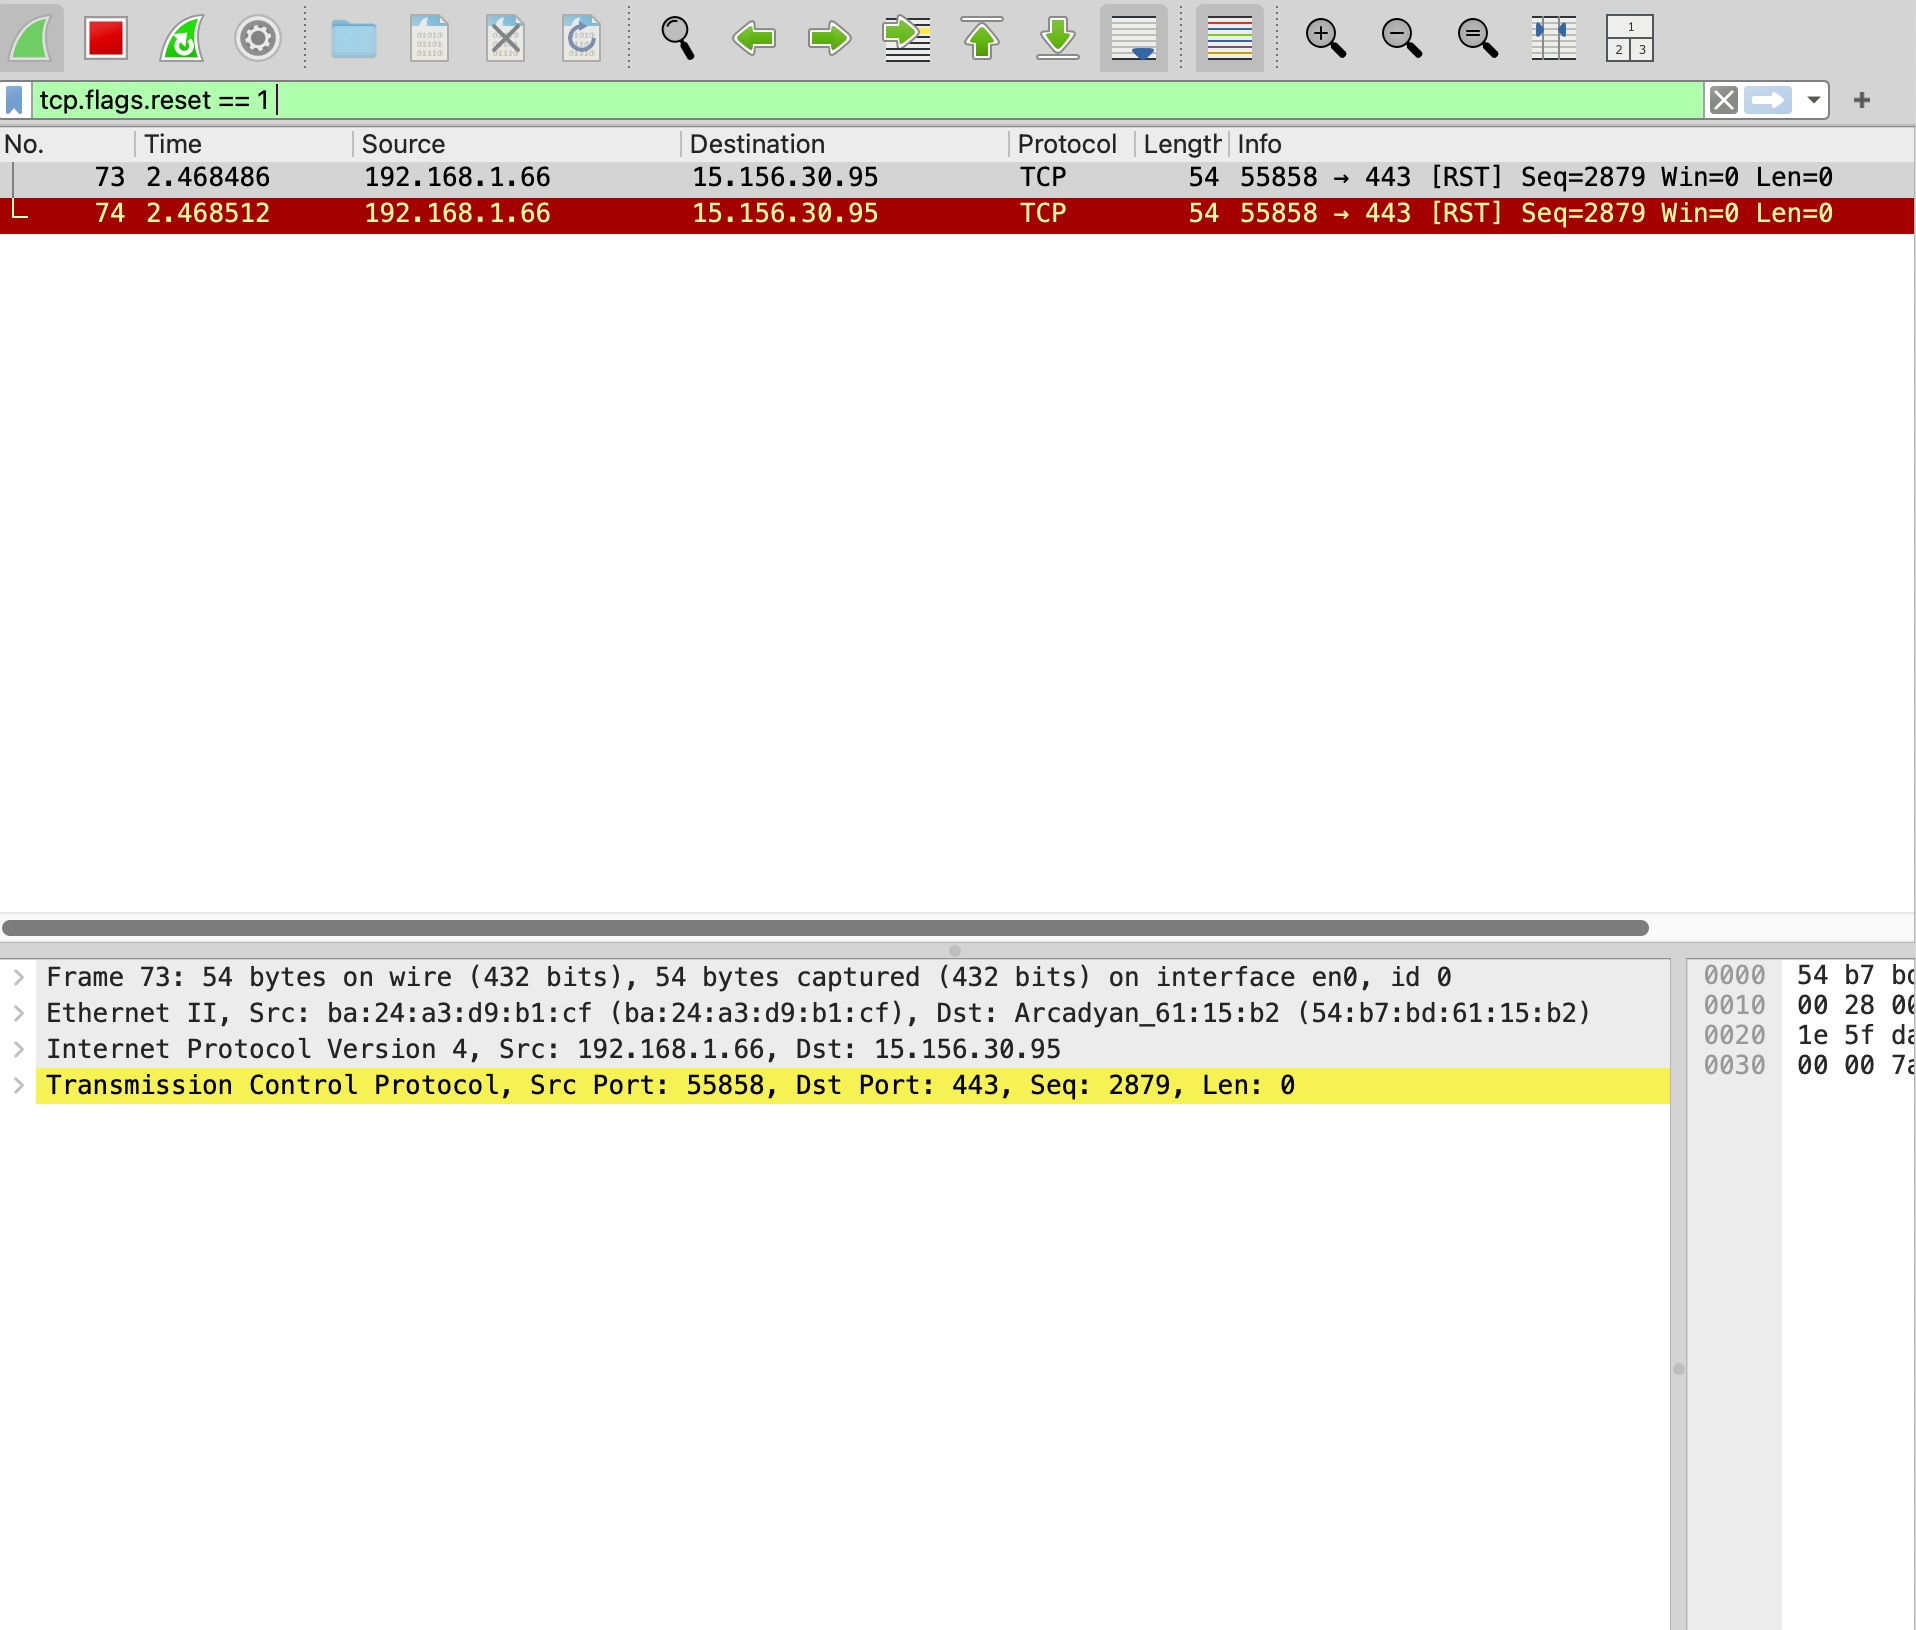 1
2 3
tcp.flags.reset == 1
+
No. Time Source Destination Protocol Length Info
73 2.468486 192.168.1.66 15.156.30.95 TCP 54 55858 → 443 [RST] Seq=2879 Win=0 Len=0
74 2.468512 192.168.1.66 15.156.30.95 TCP 54 55858 → 443 [RST] Seq=2879 Win=0 Len=0
Frame 73: 54 bytes on wire (432 bits), 54 bytes captured (432 bits) on interface en0, id 0
Ethernet II, Src: ba:24:a3:d9:b1:cf (ba:24:a3:d9:b1:cf), Dst: Arcadyan_61:15:b2 (54:b7:bd:61:15:b2)
Internet Protocol Version 4, Src: 192.168.1.66, Dst: 15.156.30.95
Transmission Control Protocol, Src Port: 55858, Dst Port: 443, Seq: 2879, Len: 0
0000 54 b7
0010 00 28
0020 1e 5f
0030 00 00